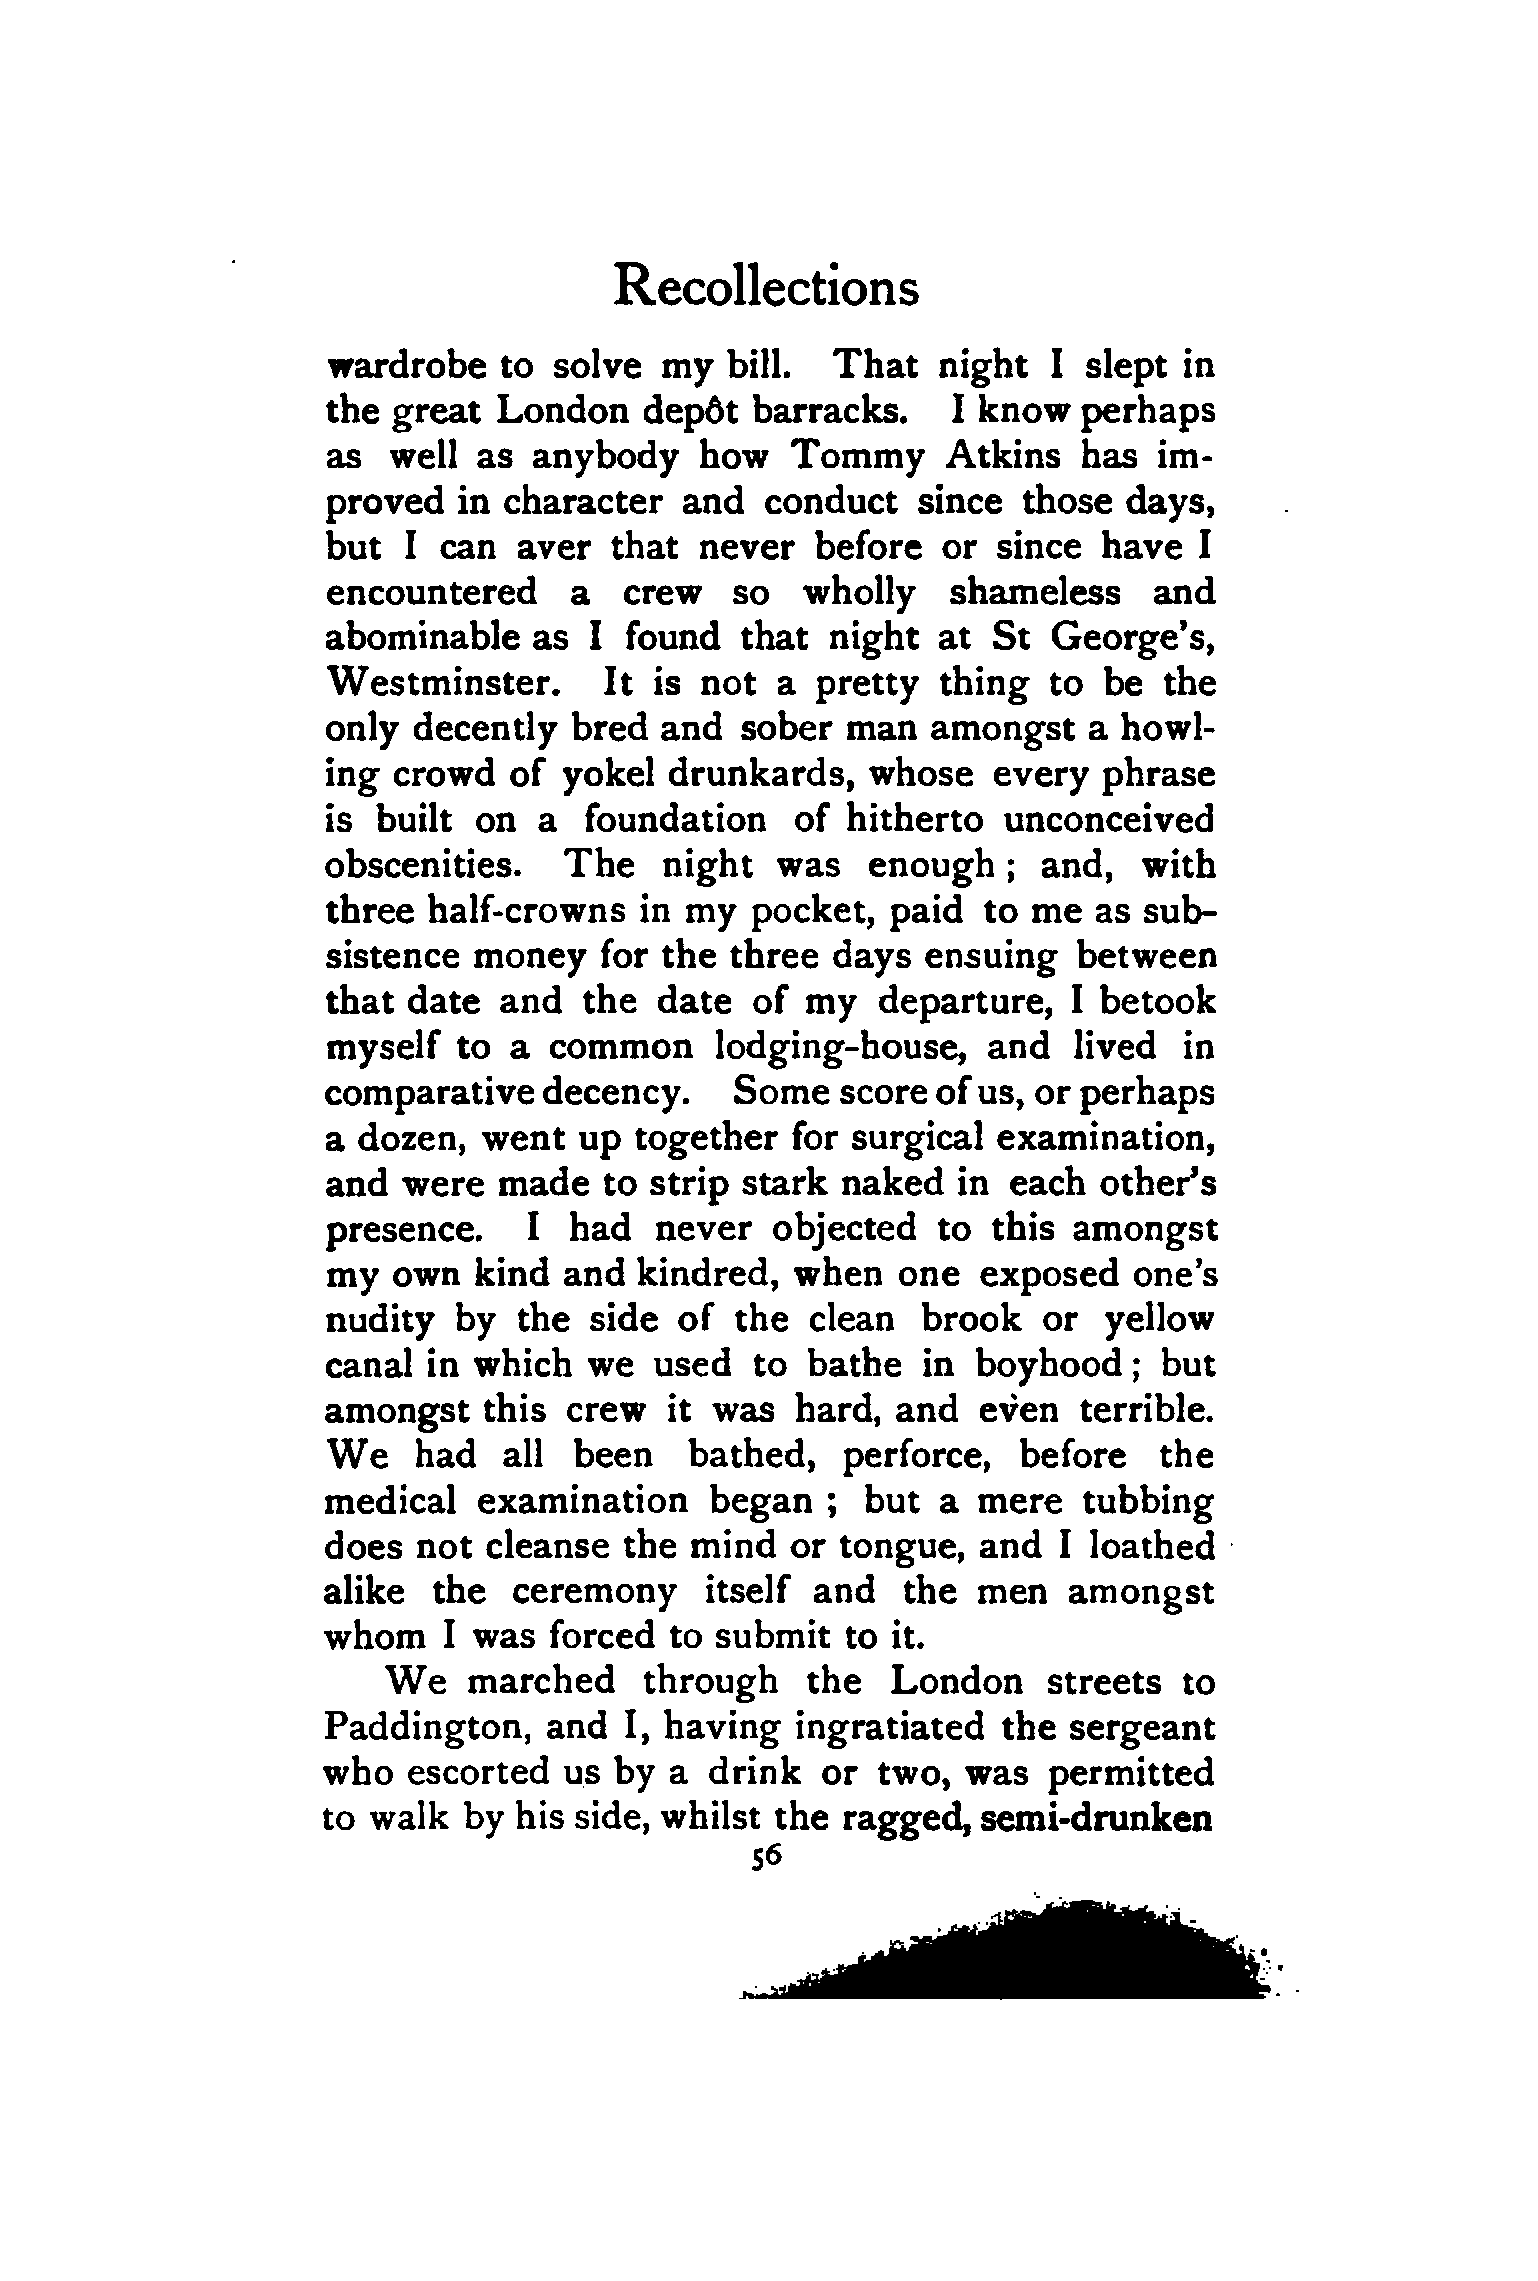 Recollections
wardrobe to solve my bill. That night I slept in
the great London depôt barracks. I know perhaps
as well as anybody how Tommy Atkins has im-
proved in character and conduct since those days,
but I can aver that never before or since have I
encountered a crew so wholly shameless and
abominable as I found that night at St George's,
Westminster. It is not a pretty thing to be the
only decently bred and sober man amongst a howl-
ing crowd of yokel drunkards, whose every phrase
is built on a foundation of hitherto unconceived
obscenities. The night was enough ; and, with
three half-crowns in my pocket, paid to me as sub-
sistence money for the three days ensuing between
that date and the date of my departure, I betook
myself to a common lodging-house, and lived in
comparative decency. Some score of us, or perhaps
a dozen, went up together for surgical examination,
and were made to strip stark naked in each other's
presence. I had never objected to this amongst
my own kind and kindred, when one exposed one's
nudity by the side of the clean brook or yellow
canal in which we used to bathe in boyhood ; but
amongst this crew it was hard, and even terrible.
We had all been bathed, perforce, before the
medical examination began ; but a mere tubbing
does not cleanse the mind or tongue, and I loathed
alike the ceremony itself and the men amongst
whom I was forced to submit to it.
We marched through the London streets to
Paddington, and I, having ingratiated the sergeant
who escorted us by a drink or two, was permitted
to walk by his side, whilst the ragged, semi-drunken
56